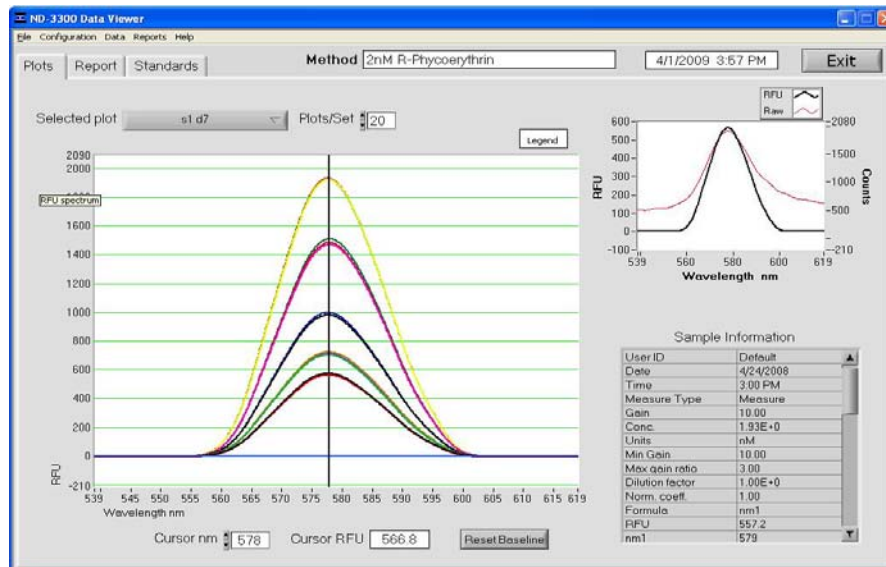 ND-3300 Data Viewer
File Configuration Data Reports Help
Plots Report Standards
Method 2nM R-Phycoerythrin
4/1/2009 3:57 PM
Exit
Selected plot s1 d7
Plots/Set 20
Legend
2090
2000
RFU spectrum
1600
1400
1200
1000
800
600
400
200
0
-210
RFU
539 545 550 555 560 565 570 575 580 585 590 595 600 605 610 615 619
Wavelength nm
Cursor nm 578
Cursor RFU 566.8
Reset Baseline
RFU
Raw
600
500
400
300
200
100
0
-100
RFU
2080
1500
1000
500
-210
Counts
539 560 580 600 619
Wavelength nm
Sample Information
User ID Default
Date 4/24/2008
Time 3:00 PM
Measure Type Measure
Gain 10.00
Conc. 1.93E+0
Units nM
Min Gain 10.00
Max gain ratio 3.00
Dilution factor 1.00E+0
Norm. coeff. 1.00
Formula nm1
RFU 557.2
nm1 579